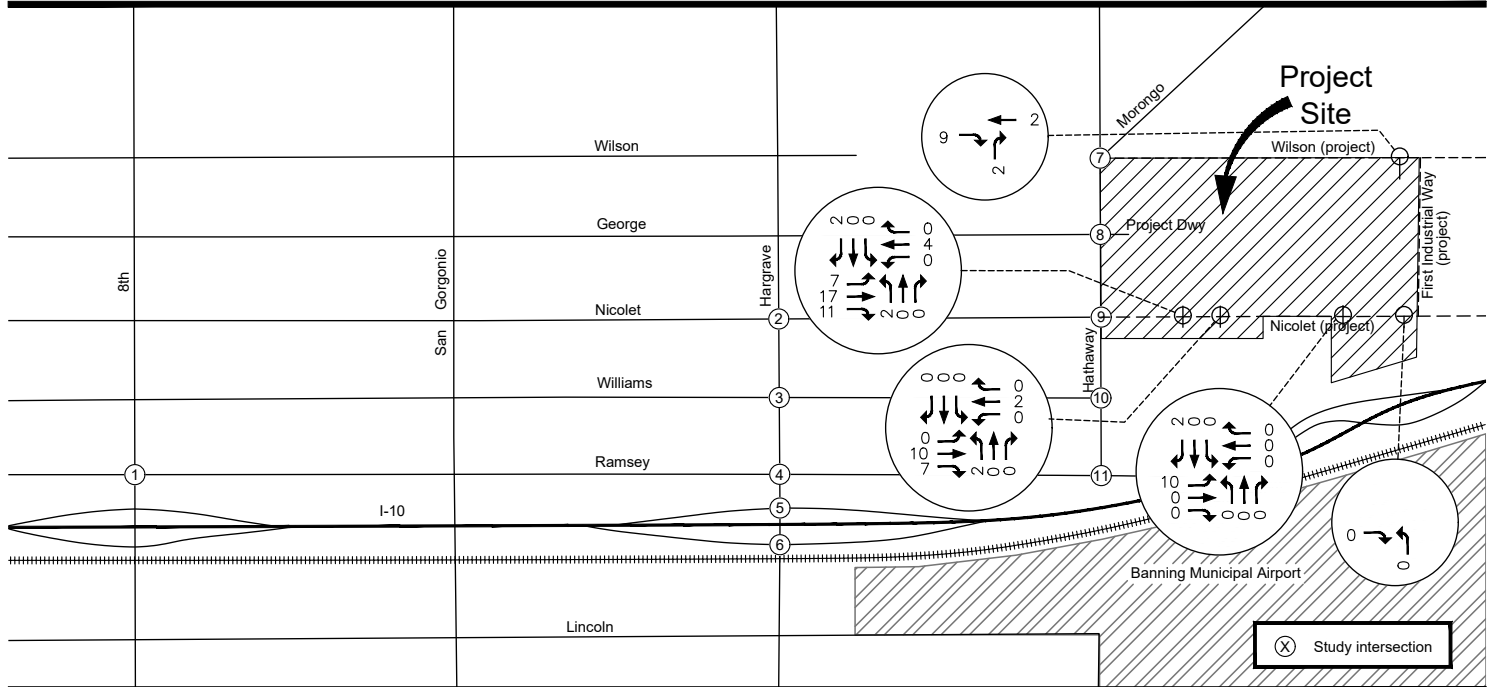 Project
Site
Morongo
2
9
2
Wilson
7
Wilson (project)
2 0 0
0
4
0
7
17
11
2 0 0
George
8
Project Dwy
First Industrial Way
(project)
8th
San Gorgonio
Hargrave
Nicolet
2
9
Nicolet (project)
Hathaway
0 0 0
0
2
0
0
10
7
2 0 0
Williams
3
10
2 0 0
0
0
0
10
0
0
0 0 0
Ramsey
1
4
11
I-10
5
6
0
0
Banning Municipal Airport
Lincoln
X Study intersection